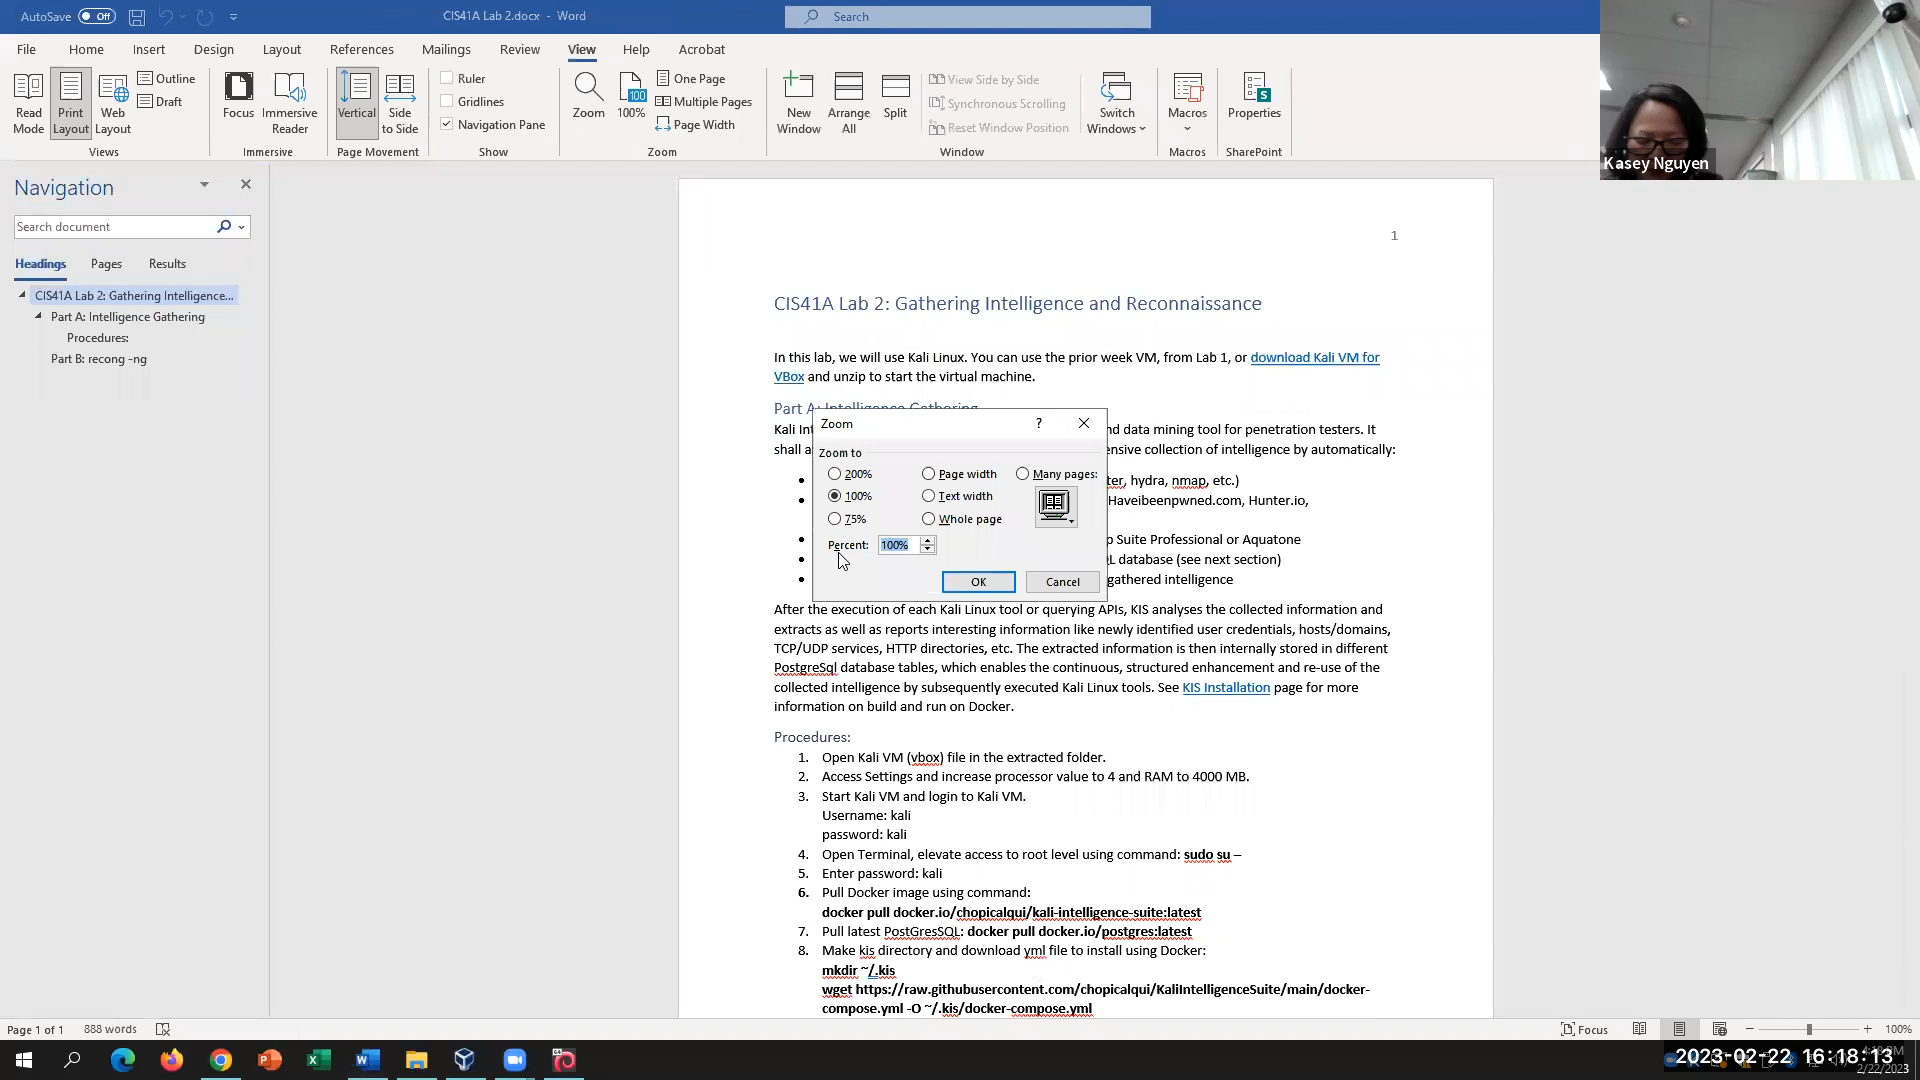 AutoSave Off CIS41A Lab 2.docx - Word Search
File Home Insert Design Layout References Mailings Review View Help Acrobat
Read Mode
Print Layout
Web Layout
Outline
Draft
Views
Focus
Immersive Reader
Immersive
Vertical
Side to Side
Page Movement
Ruler
Gridlines
Navigation Pane
Show
Zoom
100
100%
One Page
Multiple Pages
Page Width
Zoom
New Window
Arrange All
Split
View Side by Side
Synchronous Scrolling
Reset Window Position
Switch Windows
Window
Macros
Macros
Properties
SharePoint
Kasey Nguyen
Navigation
Search document
Headings Pages Results
CIS41A Lab 2: Gathering Intelligence...
Part A: Intelligence Gathering
Procedures:
Part B: recong -ng
1
CIS41A Lab 2: Gathering Intelligence and Reconnaissance
In this lab, we will use Kali Linux. You can use the prior week VM, from Lab 1, or download Kali VM for
VBox and unzip to start the virtual machine.
Part A: Intelligence Gathering
Kali Int nd data mining tool for penetration testers. It
shall a ensive collection of intelligence by automatically:
ter, hydra, nmap, etc.)
Haveibeenpwned.com, Hunter.io,
p Suite Professional or Aquatone
L database (see next section)
gathered intelligence
Zoom ?
Zoom to
200% Page width Many pages:
100% Text width
75% Whole page
Percent: 100%
OK Cancel
After the execution of each Kali Linux tool or querying APIs, KIS analyses the collected information and
extracts as well as reports interesting information like newly identified user credentials, hosts/domains,
TCP/UDP services, HTTP directories, etc. The extracted information is then internally stored in different
PostgreSql database tables, which enables the continuous, structured enhancement and re-use of the
collected intelligence by subsequently executed Kali Linux tools. See KIS Installation page for more
information on build and run on Docker.
Procedures:
1. Open Kali VM (vbox) file in the extracted folder.
2. Access Settings and increase processor value to 4 and RAM to 4000 MB.
3. Start Kali VM and login to Kali VM.
Username: kali
password: kali
4. Open Terminal, elevate access to root level using command: sudo su –
5. Enter password: kali
6. Pull Docker image using command:
docker pull docker.io/chopicalqui/kali-intelligence-suite:latest
7. Pull latest PostGresSQL: docker pull docker.io/postgres:latest
8. Make kis directory and download yml file to install using Docker:
mkdir ~/.kis
wget https://raw.githubusercontent.com/chopicalqui/KaliIntelligenceSuite/main/docker-
compose.yml -O ~/.kis/docker-compose.yml
Page 1 of 1 888 words Focus 100%
2023-02-22 16:18:13
2/22/2023